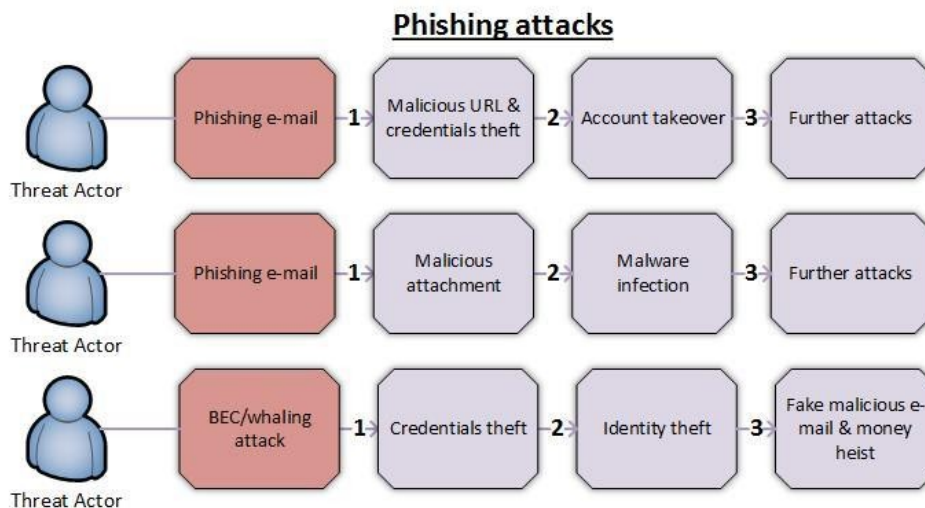 Phishing attacks
Phishing e-mail
1
Malicious URL &
credentials theft
2
Account takeover
3
Further attacks
Threat Actor
Phishing e-mail
1
Malicious
attachment
2
Malware
infection
3
Further attacks
Threat Actor
BEC/whaling
attack
1
Credentials theft
2
Identity theft
3
Fake malicious e-
mail & money
heist
Threat Actor